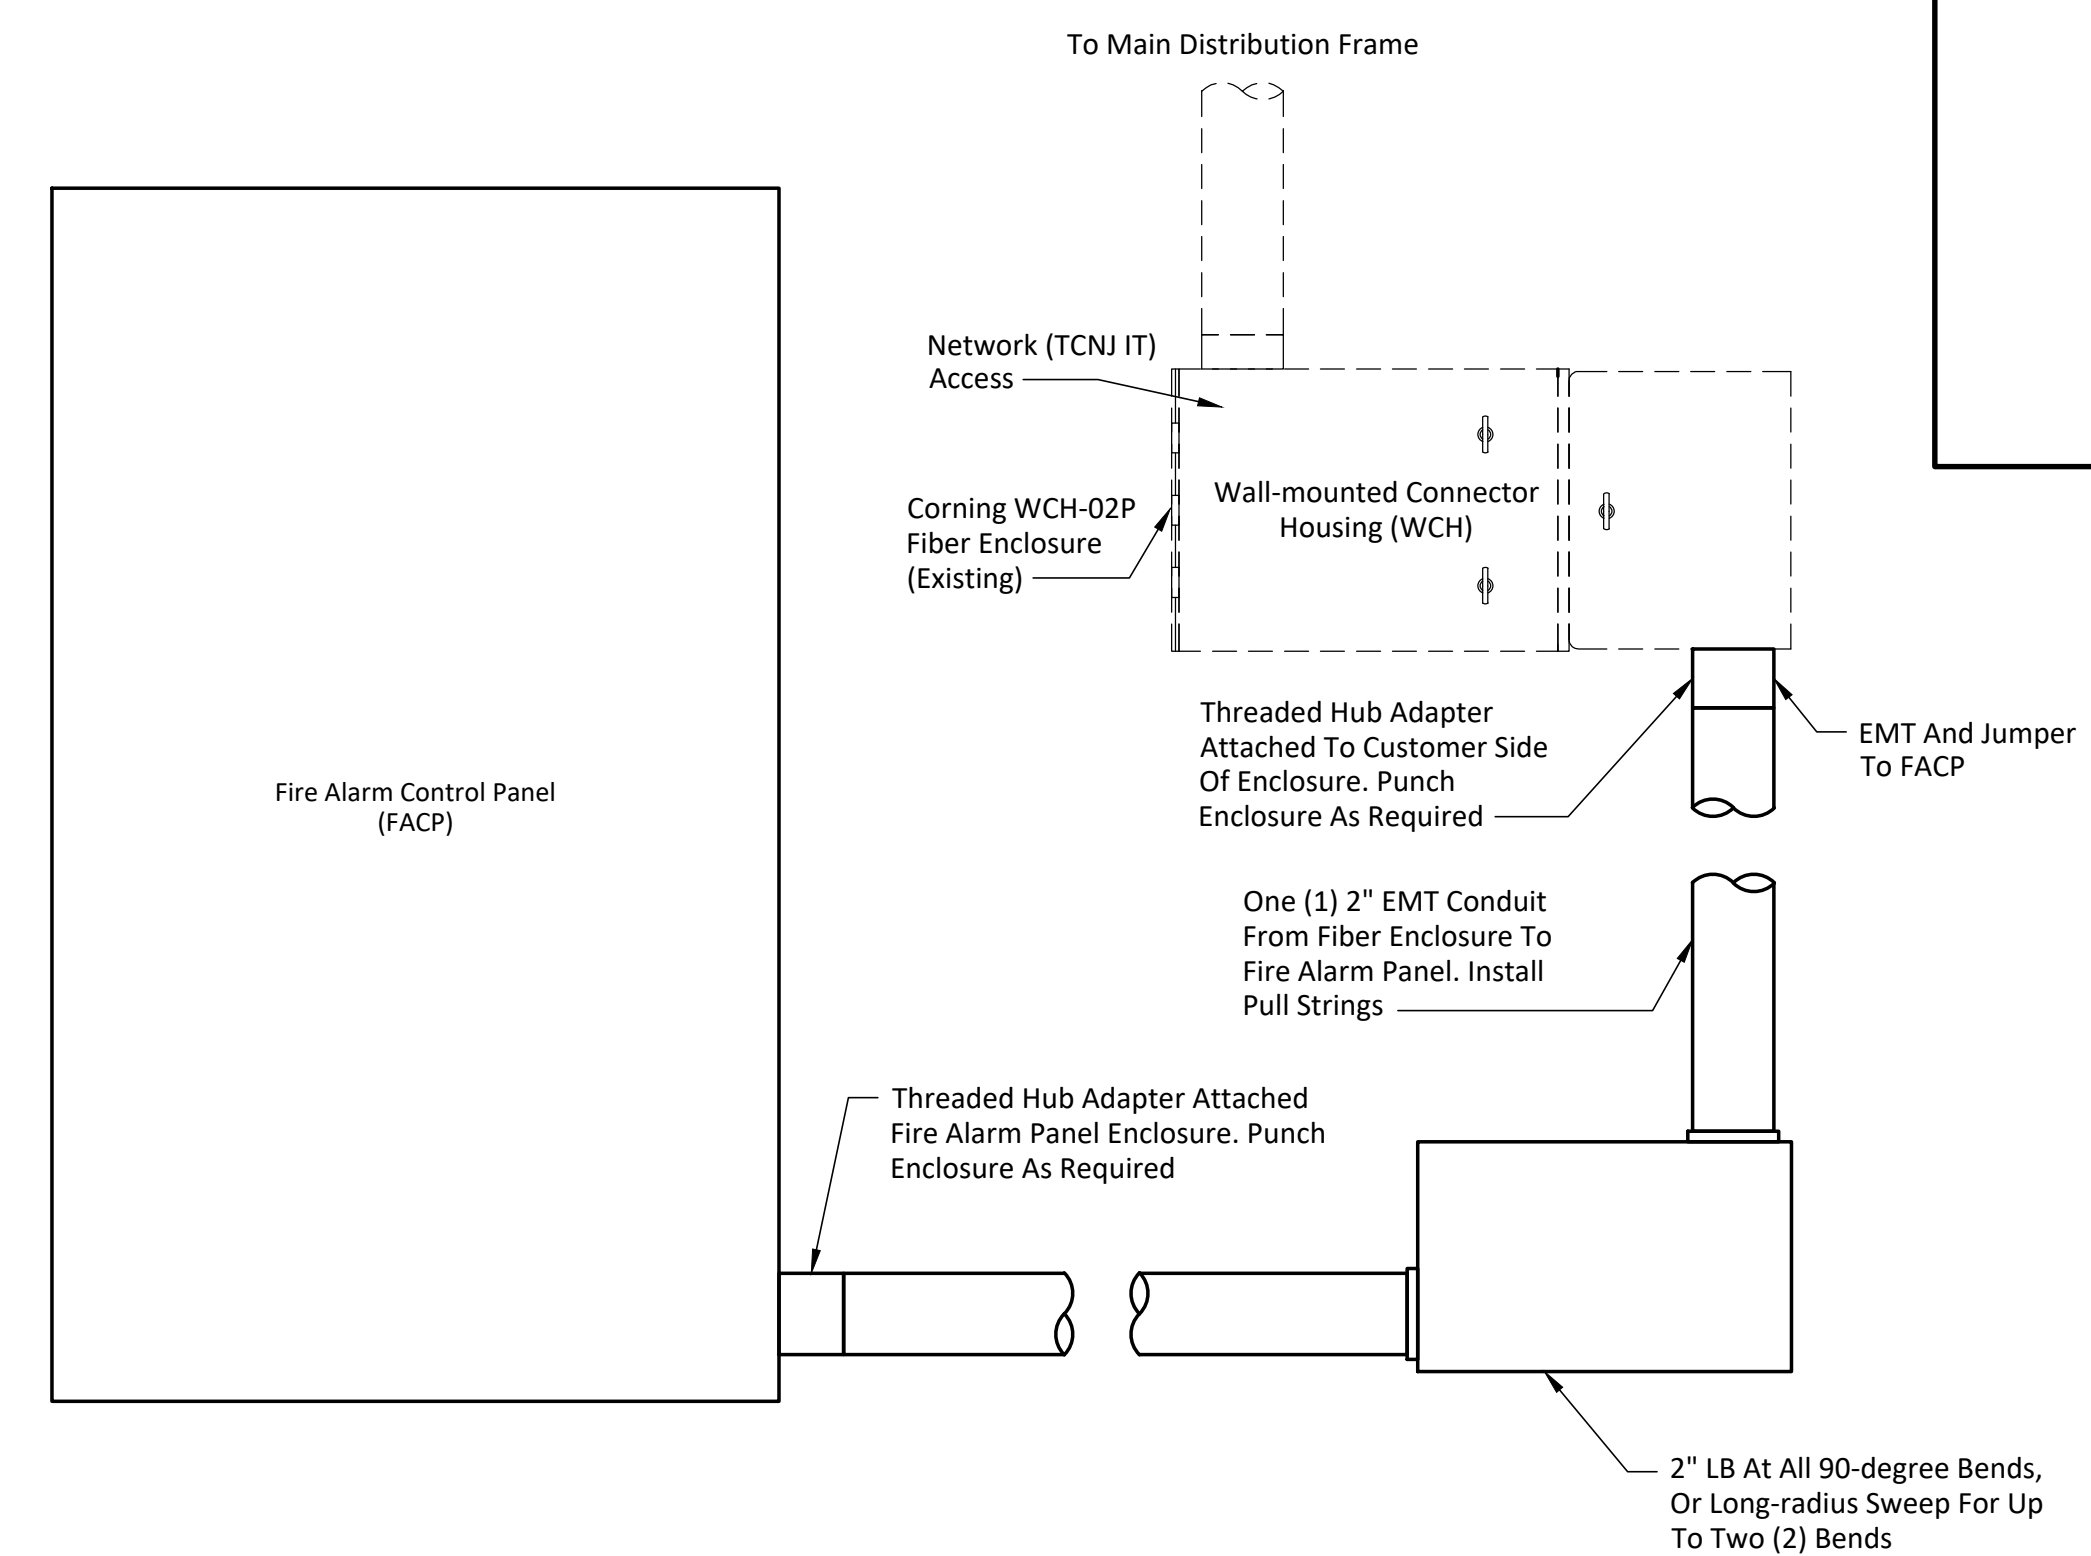 To Main Distribution Frame
Network (TCNJ IT)
Access
Corning WCH-02P
Fiber Enclosure
(Existing)
Wall-mounted Connector
Housing (WCH)
Threaded Hub Adapter
Attached To Customer Side
Of Enclosure. Punch
Enclosure As Required
EMT And Jumper
To FACP
Fire Alarm Control Panel
(FACP)
One (1) 2" EMT Conduit
From Fiber Enclosure To
Fire Alarm Panel. Install
Pull Strings
Threaded Hub Adapter Attached
Fire Alarm Panel Enclosure. Punch
Enclosure As Required
2" LB At All 90-degree Bends,
Or Long-radius Sweep For Up
To Two (2) Bends